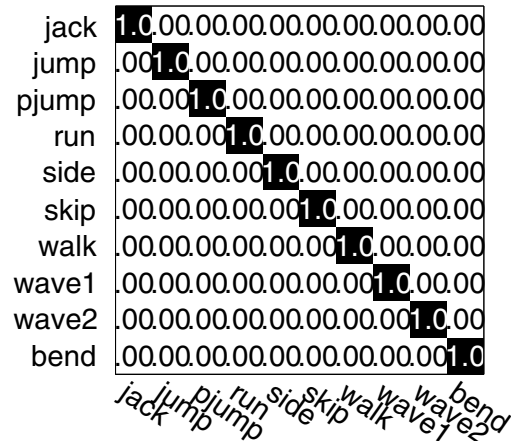 jack 1.0 .00 .00 .00 .00 .00 .00 .00 .00 .00
jump .00 1.0 .00 .00 .00 .00 .00 .00 .00 .00
pjump .00 .00 1.0 .00 .00 .00 .00 .00 .00 .00
run .00 .00 .00 1.0 .00 .00 .00 .00 .00 .00
side .00 .00 .00 .00 1.0 .00 .00 .00 .00 .00
skip .00 .00 .00 .00 .00 1.0 .00 .00 .00 .00
walk .00 .00 .00 .00 .00 .00 1.0 .00 .00 .00
wave1 .00 .00 .00 .00 .00 .00 .00 1.0 .00 .00
wave2 .00 .00 .00 .00 .00 .00 .00 .00 1.0 .00
bend .00 .00 .00 .00 .00 .00 .00 .00 .00 1.0
jack jump pjump run side skip walk wave1 wave2 bend